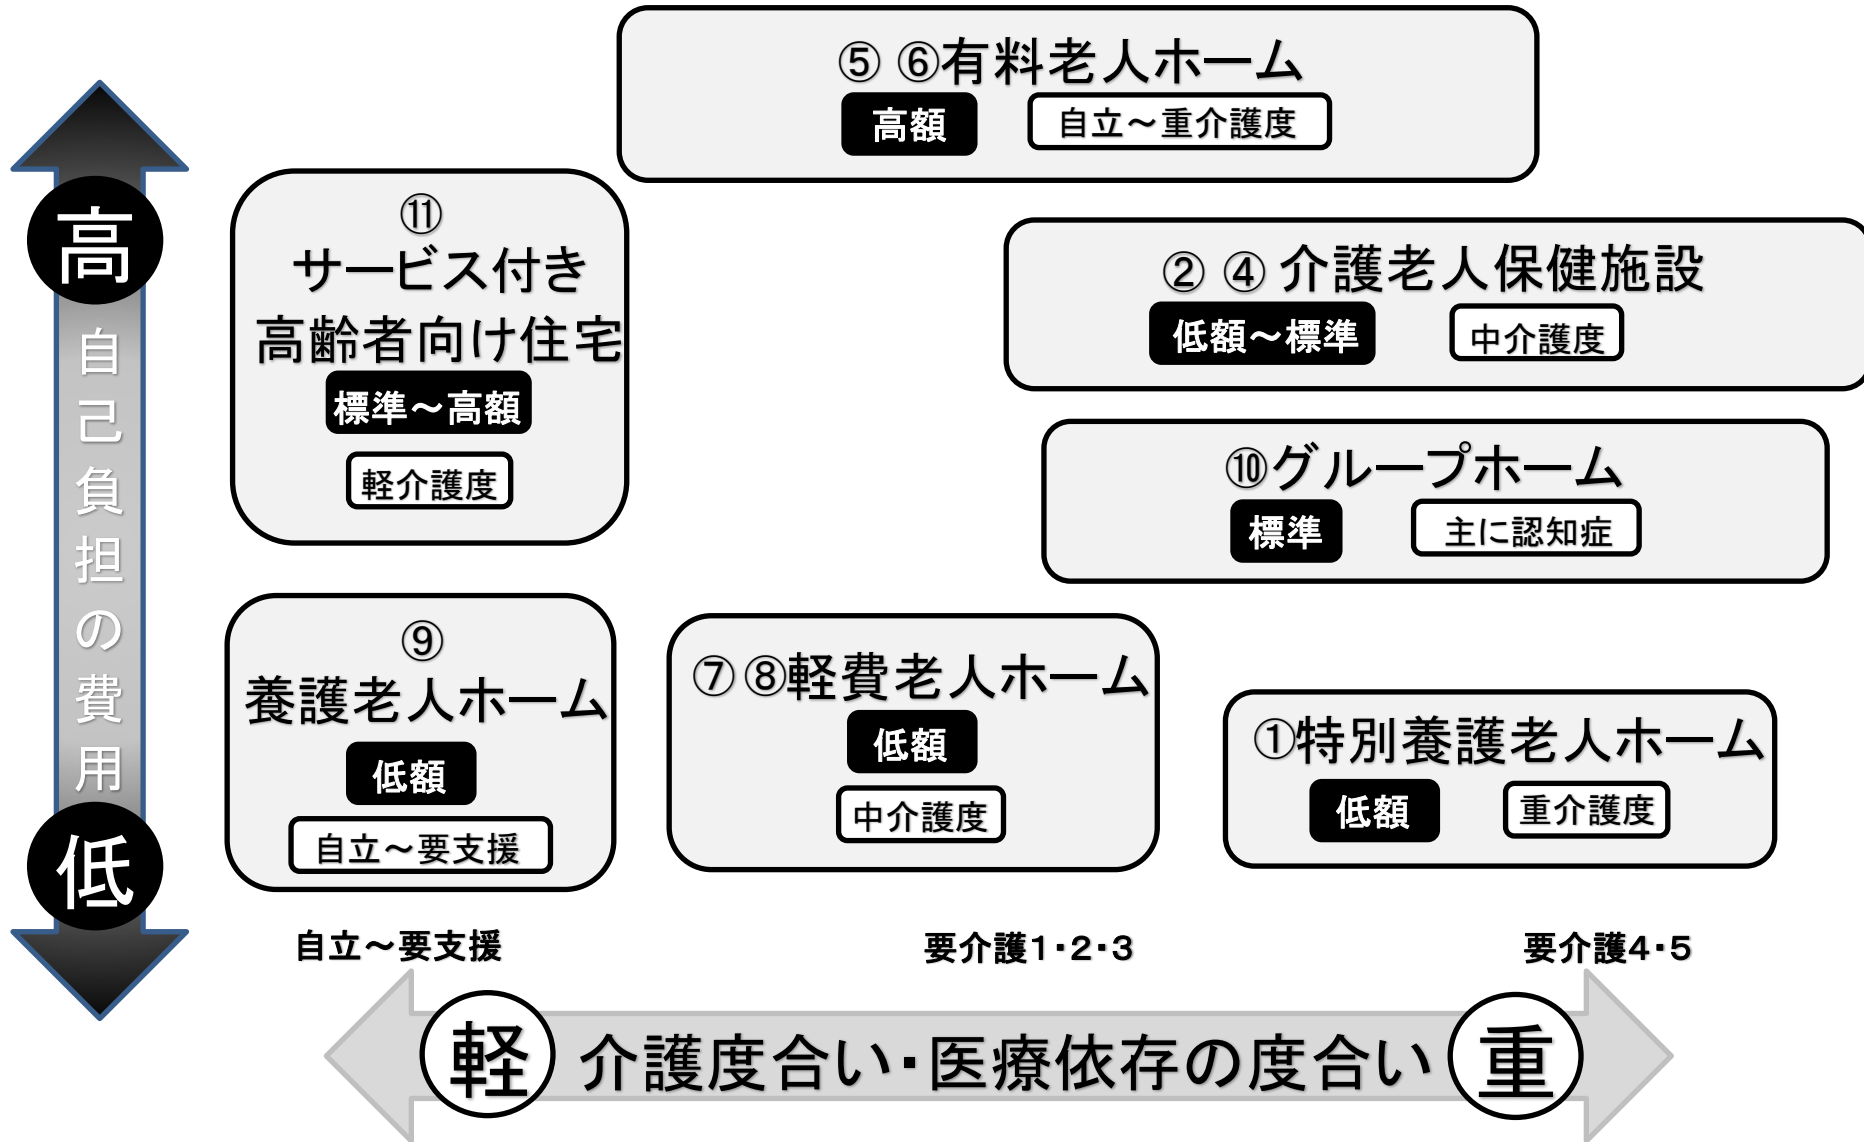 ⑤ ⑥有料老人ホーム
高額
自立～重介護度
高
自己負担の費用
低
⑪
サービス付き
高齢者向け住宅
標準～高額
軽介護度
② ④ 介護老人保健施設
低額～標準
中介護度
⑩グループホーム
標準
主に認知症
⑨
養護老人ホーム
低額
自立～要支援
⑦ ⑧軽費老人ホーム
低額
中介護度
①特別養護老人ホーム
低額
重介護度
自立～要支援
要介護1・2・3
要介護4・5
軽
介護度合い・医療依存の度合い
重